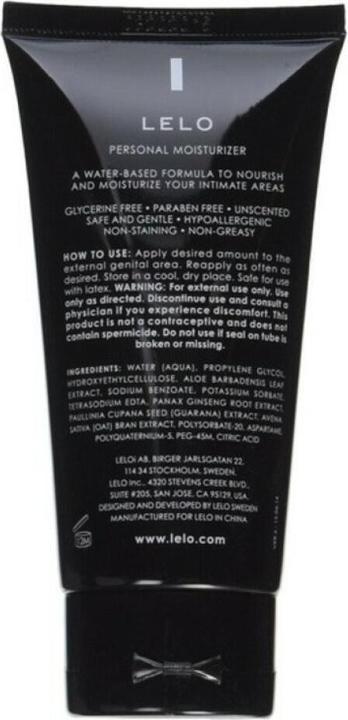 LELO
PERSONAL MOISTURIZER
A WATER-BASED FORMULA TO NOURISH
AND MOISTURIZE YOUR INTIMATE AREAS
GLYCERINE FREE • PARABEN FREE • UNSCENTED
SAFE AND GENTLE • HYPOALLERGENIC
NON-STAINING • NON-GREASY
HOW TO USE: Apply desired amount to the
external genital area. Reapply as often as
desired. Store in a cool, dry place. Safe for use
with latex. WARNING: For external use only. Use
only as directed. Discontinue use and consult a
physician if you experience discomfort. This
product is not a contraceptive and does not
contain spermicide. Do not use if seal on tube is
broken or missing.
INGREDIENTS: WATER (AQUA), PROPYLENE GLYCOL,
HYDROXYETHYLCELLULOSE, ALOE BARBADENSIS LEAF
EXTRACT, SODIUM BENZOATE, POTASSIUM SORBATE,
TETRASODIUM EDTA, PANAX GINSENG ROOT EXTRACT,
PAULLINIA CUPANA SEED (GUARANA) EXTRACT, AVENA
SATIVA (OAT) BRAN EXTRACT, POLYSORBATE-20, ASPARTAME,
POLYQUATERNIUM-5, PEG-45M, CITRIC ACID
LELOi AB, BIRGER JARLSGATAN 22,
114 34 STOCKHOLM, SWEDEN.
LELO Inc., 4320 STEVENS CREEK BLVD.,
SUITE #205, SAN JOSE, CA 95129, USA.
DESIGNED AND DEVELOPED BY LELO SWEDEN
MANUFACTURED FOR LELO IN CHINA
www.lelo.com